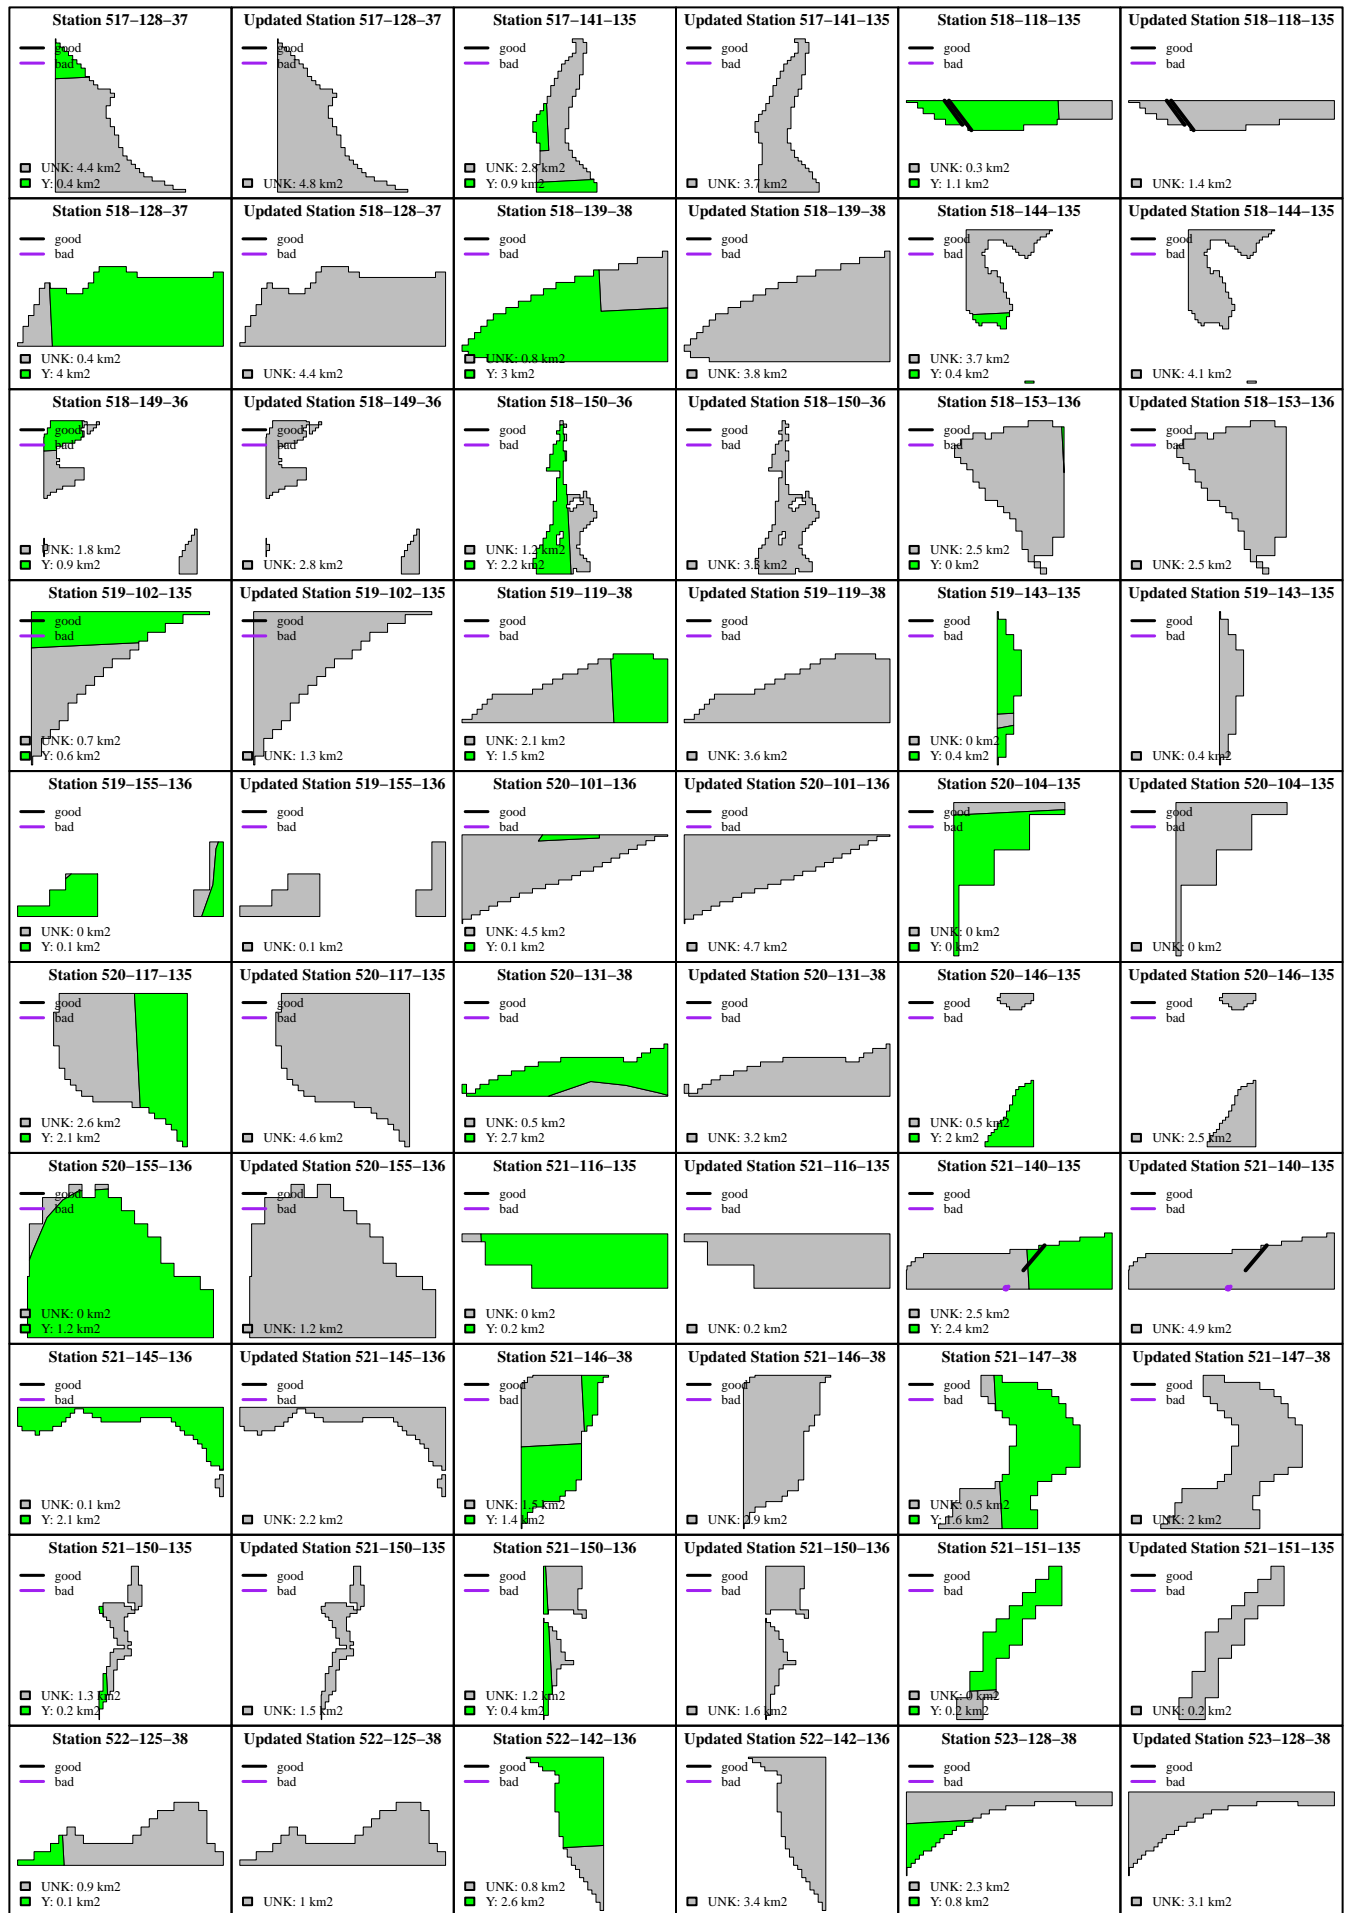 Station 517−128−37
good
bad
UNK: 4.4 km2
Y: 0.4 km2
Updated Station 517−128−37
good
bad
UNK: 4.8 km2
Station 517−141−135
good
bad
UNK: 2.8 km2
Y: 0.9 km2
Updated Station 517−141−135
good
bad
UNK: 3.7 km2
Station 518−118−135
good
bad
UNK: 0.3 km2
Y: 1.1 km2
Updated Station 518−118−135
good
bad
UNK: 1.4 km2
Station 518−128−37
good
bad
UNK: 0.4 km2
Y: 4 km2
Updated Station 518−128−37
good
bad
UNK: 4.4 km2
Station 518−139−38
good
bad
UNK: 0.8 km2
Y: 3 km2
Updated Station 518−139−38
good
bad
UNK: 3.8 km2
Station 518−144−135
good
bad
UNK: 3.7 km2
Y: 0.4 km2
Updated Station 518−144−135
good
bad
UNK: 4.1 km2
Station 518−149−36
good
bad
UNK: 1.8 km2
Y: 0.9 km2
Updated Station 518−149−36
good
bad
UNK: 2.8 km2
Station 518−150−36
good
bad
UNK: 1.2 km2
Y: 2.2 km2
Updated Station 518−150−36
good
bad
UNK: 3.3 km2
Station 518−153−136
good
bad
UNK: 2.5 km2
Y: 0 km2
Updated Station 518−153−136
good
bad
UNK: 2.5 km2
Station 519−102−135
good
bad
UNK: 0.7 km2
Y: 0.6 km2
Updated Station 519−102−135
good
bad
UNK: 1.3 km2
Station 519−119−38
good
bad
UNK: 2.1 km2
Y: 1.5 km2
Updated Station 519−119−38
good
bad
UNK: 3.6 km2
Station 519−143−135
good
bad
UNK: 0 km2
Y: 0.4 km2
Updated Station 519−143−135
good
bad
UNK: 0.4 km2
Station 519−155−136
good
bad
UNK: 0 km2
Y: 0.1 km2
Updated Station 519−155−136
good
bad
UNK: 0.1 km2
Station 520−101−136
good
bad
UNK: 4.5 km2
Y: 0.1 km2
Updated Station 520−101−136
good
bad
UNK: 4.7 km2
Station 520−104−135
good
bad
UNK: 0 km2
Y: 0 km2
Updated Station 520−104−135
good
bad
UNK: 0 km2
Station 520−117−135
good
bad
UNK: 2.6 km2
Y: 2.1 km2
Updated Station 520−117−135
good
bad
UNK: 4.6 km2
Station 520−131−38
good
bad
UNK: 0.5 km2
Y: 2.7 km2
Updated Station 520−131−38
good
bad
UNK: 3.2 km2
Station 520−146−135
good
bad
UNK: 0.5 km2
Y: 2 km2
Updated Station 520−146−135
good
bad
UNK: 2.5 km2
Station 520−155−136
good
bad
UNK: 0 km2
Y: 1.2 km2
Updated Station 520−155−136
good
bad
UNK: 1.2 km2
Station 521−116−135
good
bad
UNK: 0 km2
Y: 0.2 km2
Updated Station 521−116−135
good
bad
UNK: 0.2 km2
Station 521−140−135
good
bad
UNK: 2.5 km2
Y: 2.4 km2
Updated Station 521−140−135
good
bad
UNK: 4.9 km2
Station 521−145−136
good
bad
UNK: 0.1 km2
Y: 2.1 km2
Updated Station 521−145−136
good
bad
UNK: 2.2 km2
Station 521−146−38
good
bad
UNK: 1.5 km2
Y: 1.4 km2
Updated Station 521−146−38
good
bad
UNK: 2.9 km2
Station 521−147−38
good
bad
UNK: 0.5 km2
Y: 1.6 km2
Updated Station 521−147−38
good
bad
UNK: 2 km2
Station 521−150−135
good
bad
UNK: 1.3 km2
Y: 0.2 km2
Updated Station 521−150−135
good
bad
UNK: 1.5 km2
Station 521−150−136
good
bad
UNK: 1.2 km2
Y: 0.4 km2
Updated Station 521−150−136
good
bad
UNK: 1.6 km2
Station 521−151−135
good
bad
UNK: 0 km2
Y: 0.2 km2
Updated Station 521−151−135
good
bad
UNK: 0.2 km2
Station 522−125−38
good
bad
UNK: 0.9 km2
Y: 0.1 km2
Updated Station 522−125−38
good
bad
UNK: 1 km2
Station 522−142−136
good
bad
UNK: 0.8 km2
Y: 2.6 km2
Updated Station 522−142−136
good
bad
UNK: 3.4 km2
Station 523−128−38
good
bad
UNK: 2.3 km2
Y: 0.8 km2
Updated Station 523−128−38
good
bad
UNK: 3.1 km2